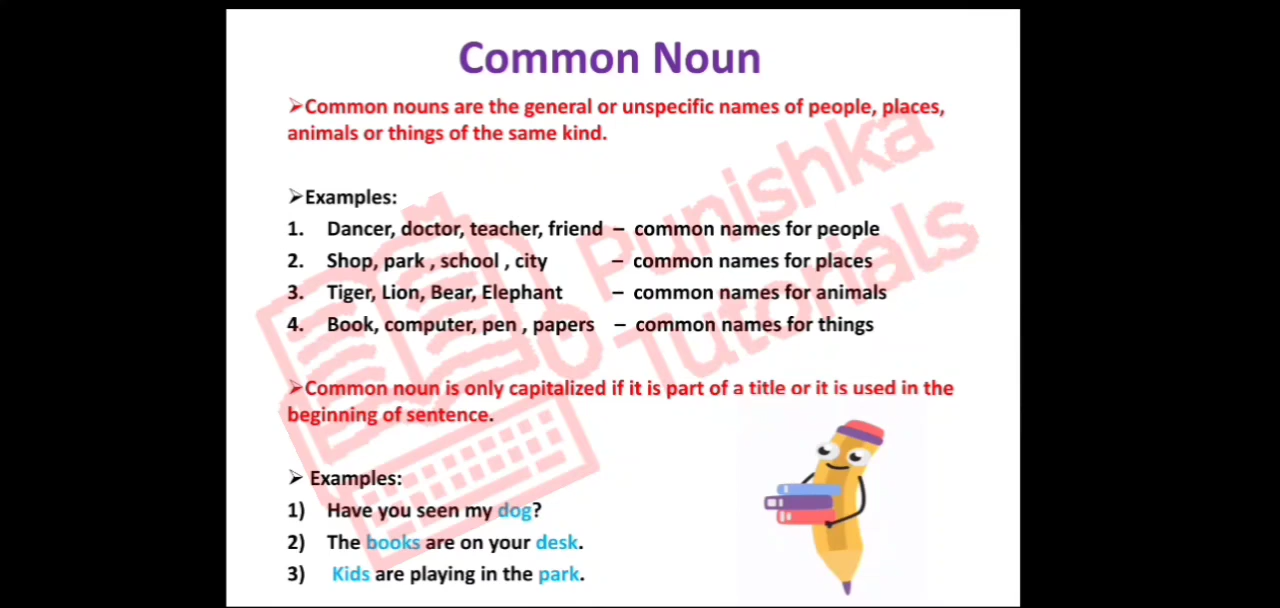 Common Noun
➢Common nouns are the general or unspecific names of people, places,
animals or things of the same kind.
➢Examples:
1. Dancer, doctor, teacher, friend – common names for people
2. Shop, park , school , city – common names for places
3. Tiger, Lion, Bear, Elephant – common names for animals
4. Book, computer, pen , papers – common names for things
➢Common noun is only capitalized if it is part of a title or it is used in the
beginning of sentence.
➢ Examples:
1) Have you seen my dog?
2) The books are on your desk.
3) Kids are playing in the park.
Punishka
Tutorials